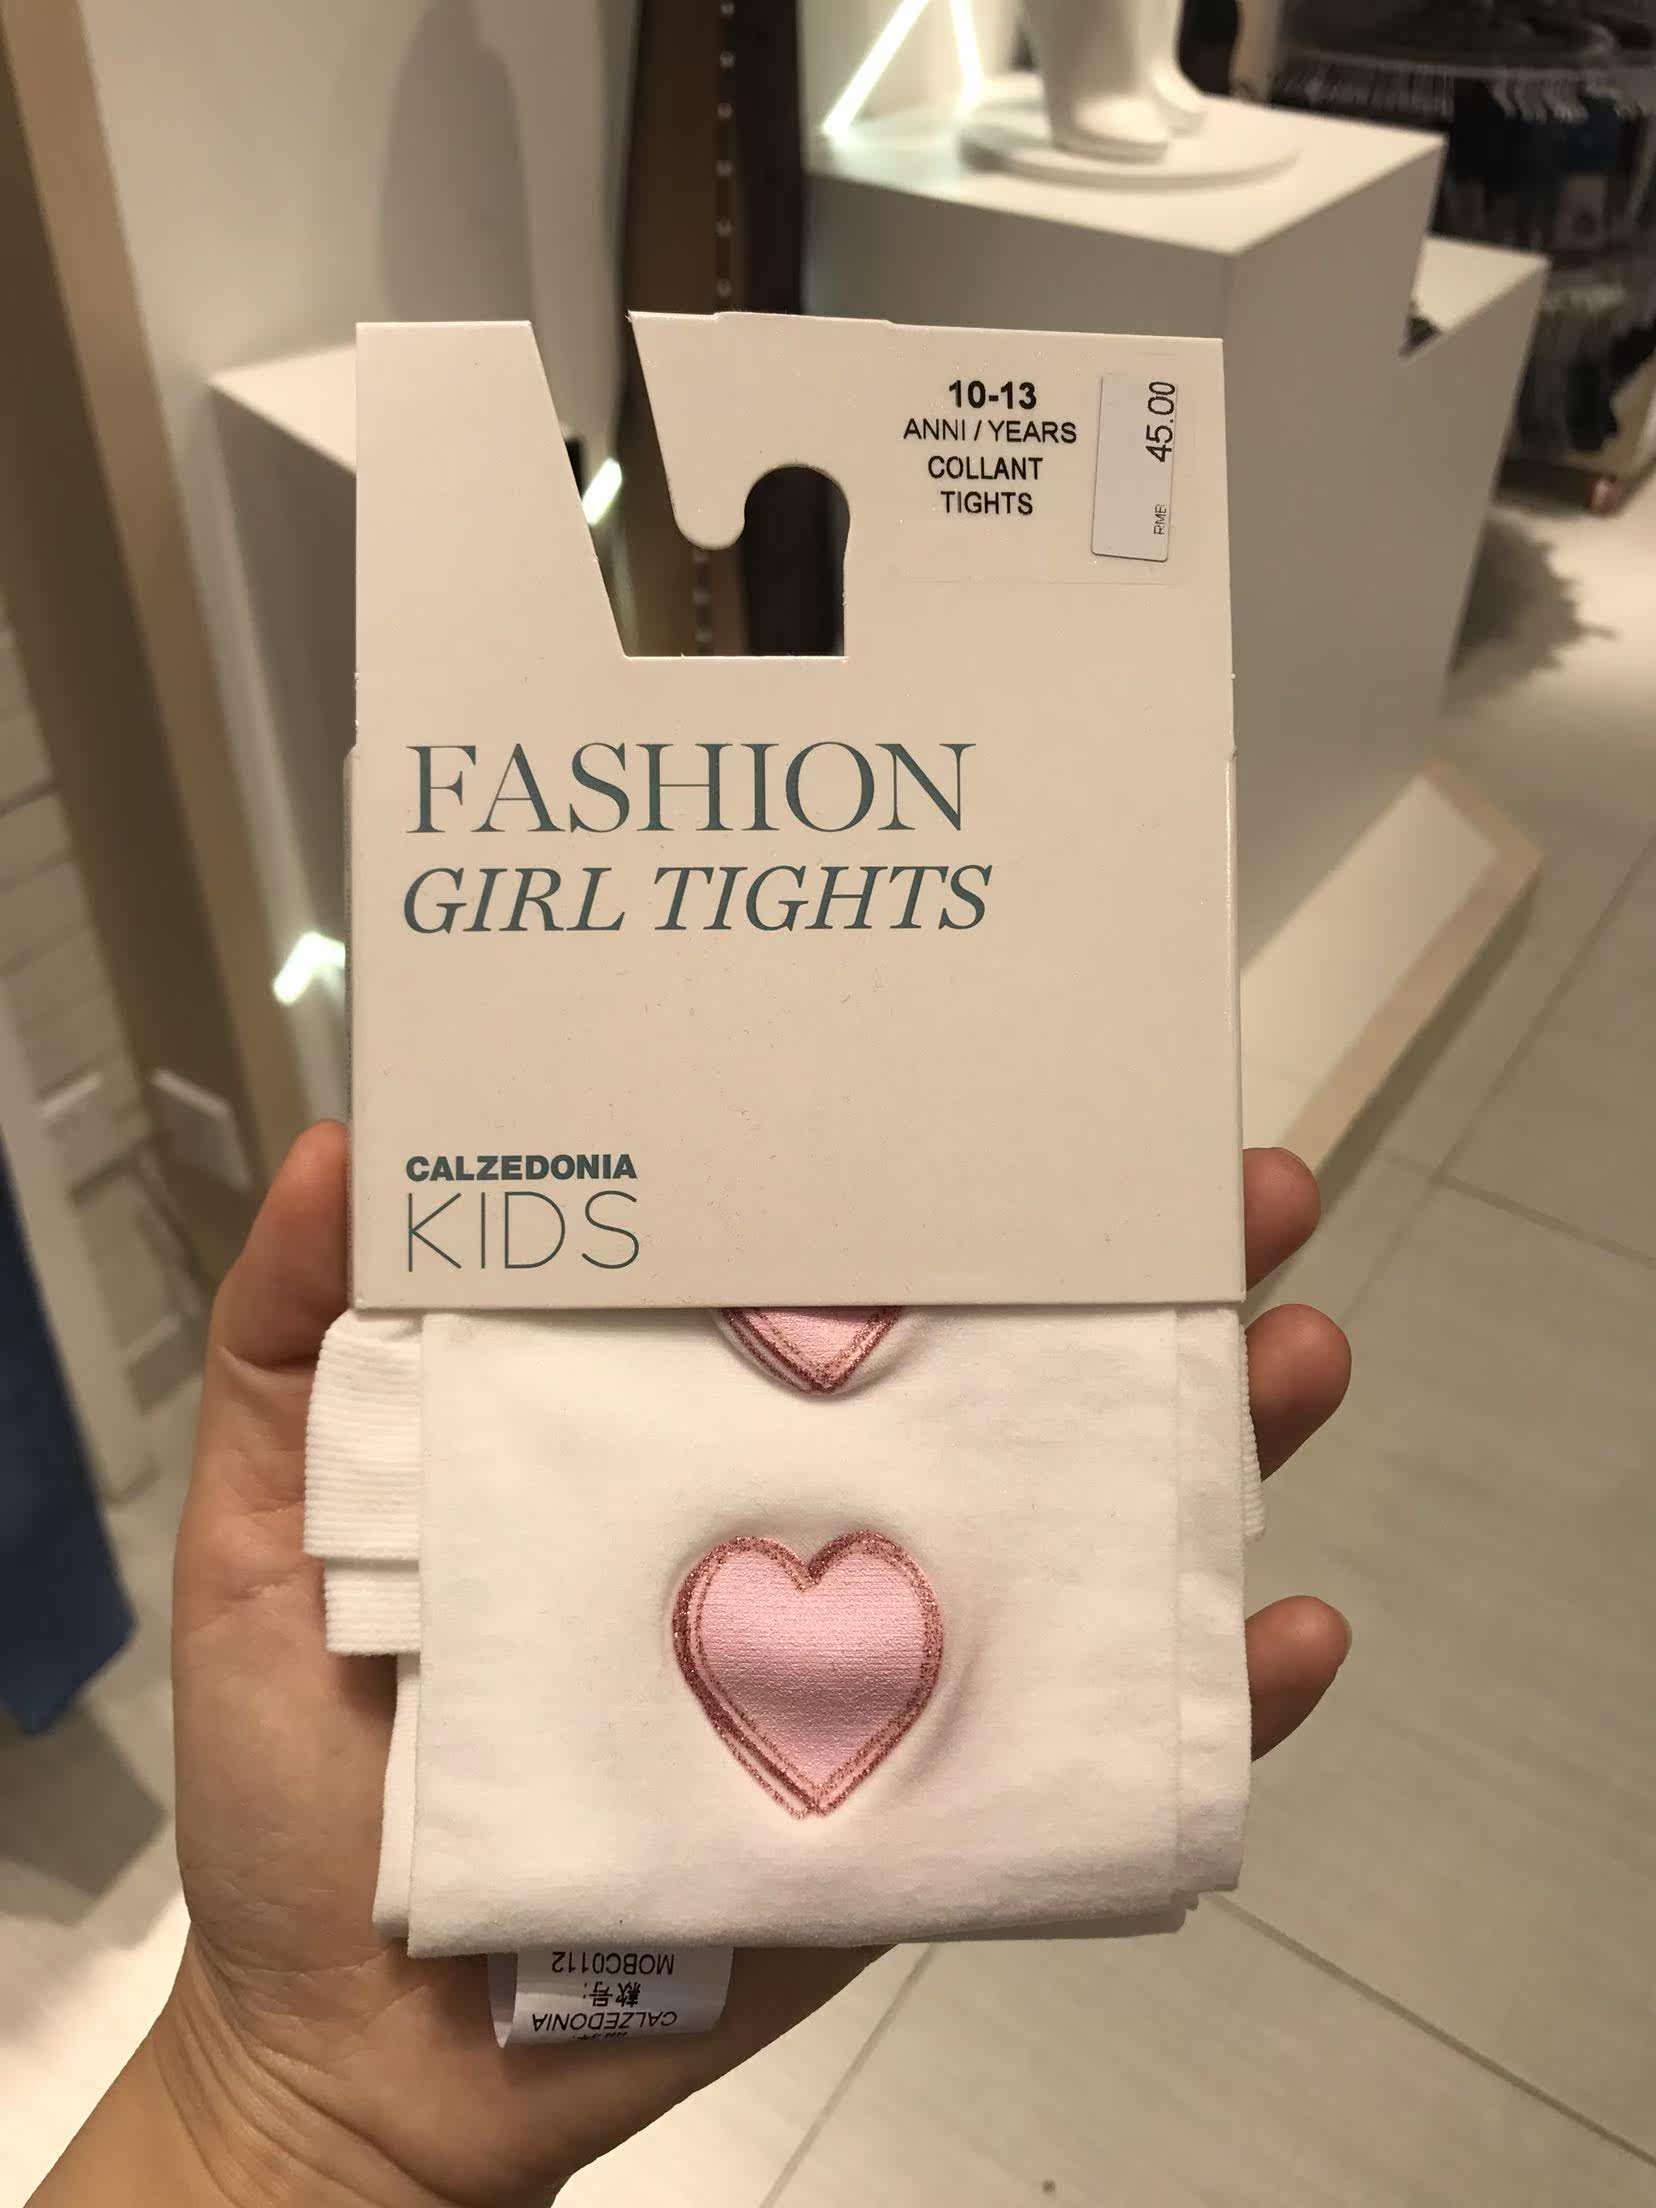 10-13
ANNI / YEARS
COLLANT
TIGHTS
RMB 45.00
FASHION
GIRL TIGHTS
CALZEDONIA
KIDS
CALZEDONIA
款号:
MOBC0112